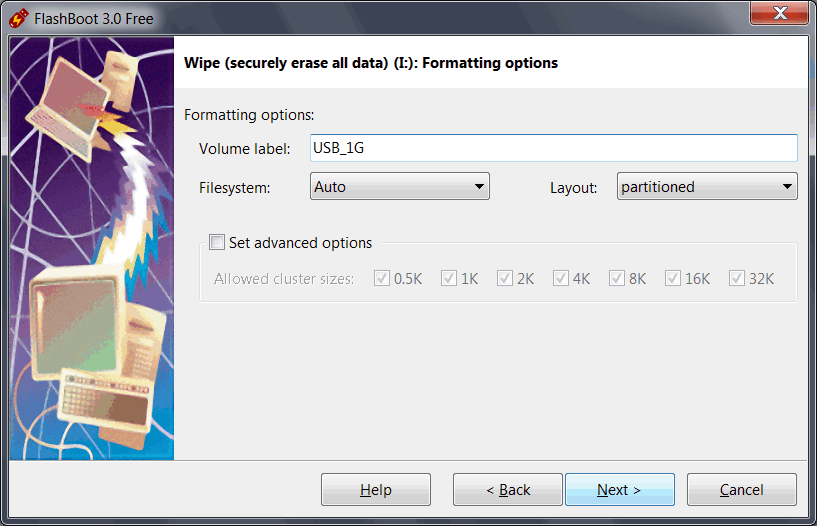 FlashBoot 3.0 Free
Wipe (securely erase all data) (I:): Formatting options
Formatting options:
Volume label: USB_1G
Filesystem: Auto Layout: partitioned
Set advanced options
Allowed cluster sizes: 0.5K 1K 2K 4K 8K 16K 32K
Help < Back Next > Cancel